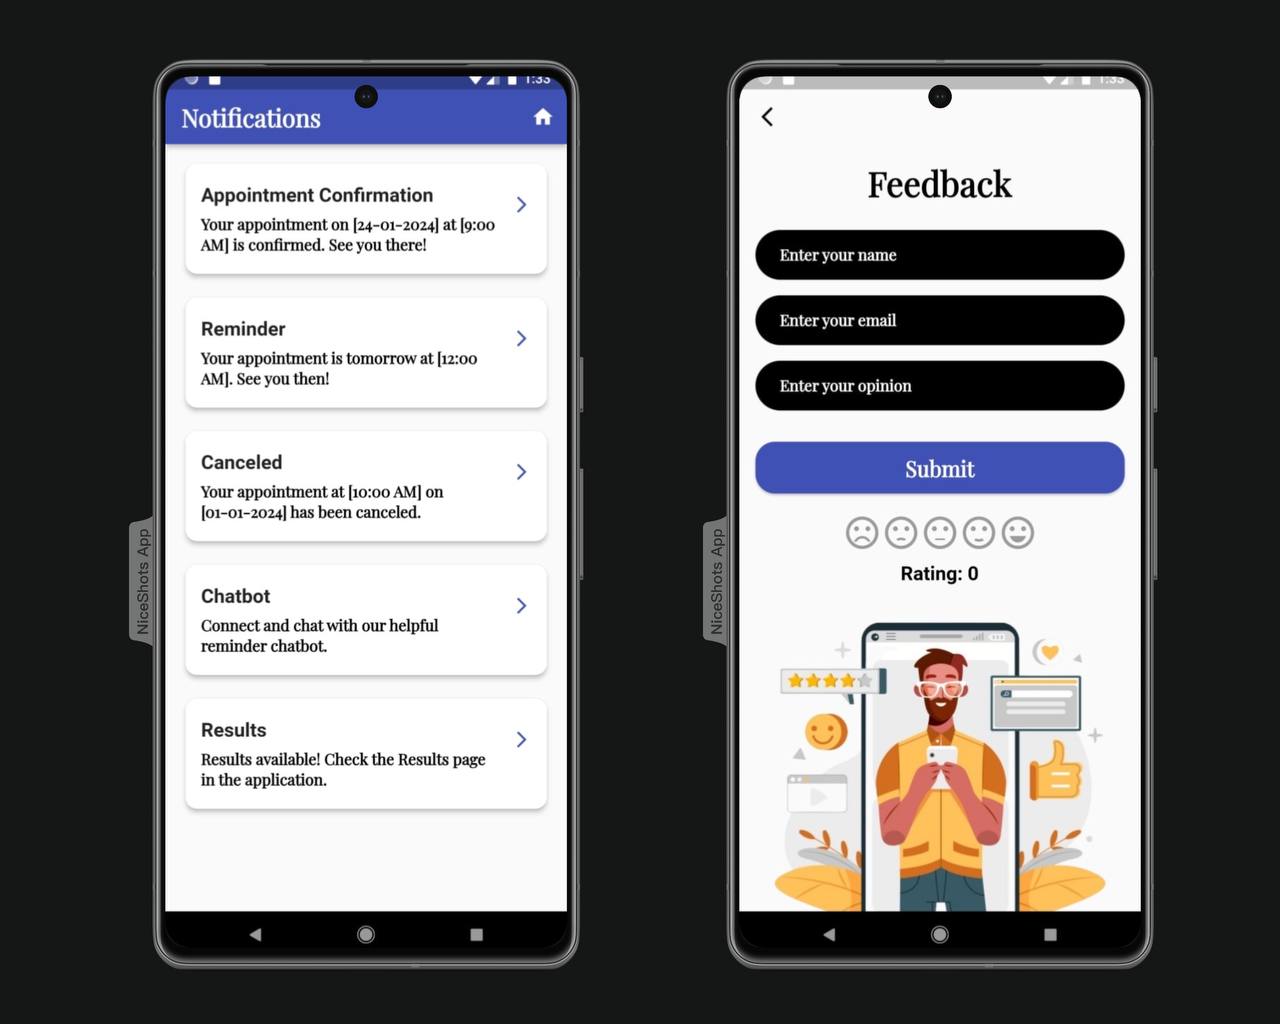 1:33
Notifications
Appointment Confirmation
Your appointment on [24-01-2024] at [9:00
AM] is confirmed. See you there!
Reminder
Your appointment is tomorrow at [12:00
AM]. See you then!
Canceled
Your appointment at [10:00 AM] on
[01-01-2024] has been canceled.
Chatbot
Connect and chat with our helpful
reminder chatbot.
Results
Results available! Check the Results page
in the application.
NiceShots App
1:33
Feedback
Enter your name
Enter your email
Enter your opinion
Submit
Rating: 0
NiceShots App